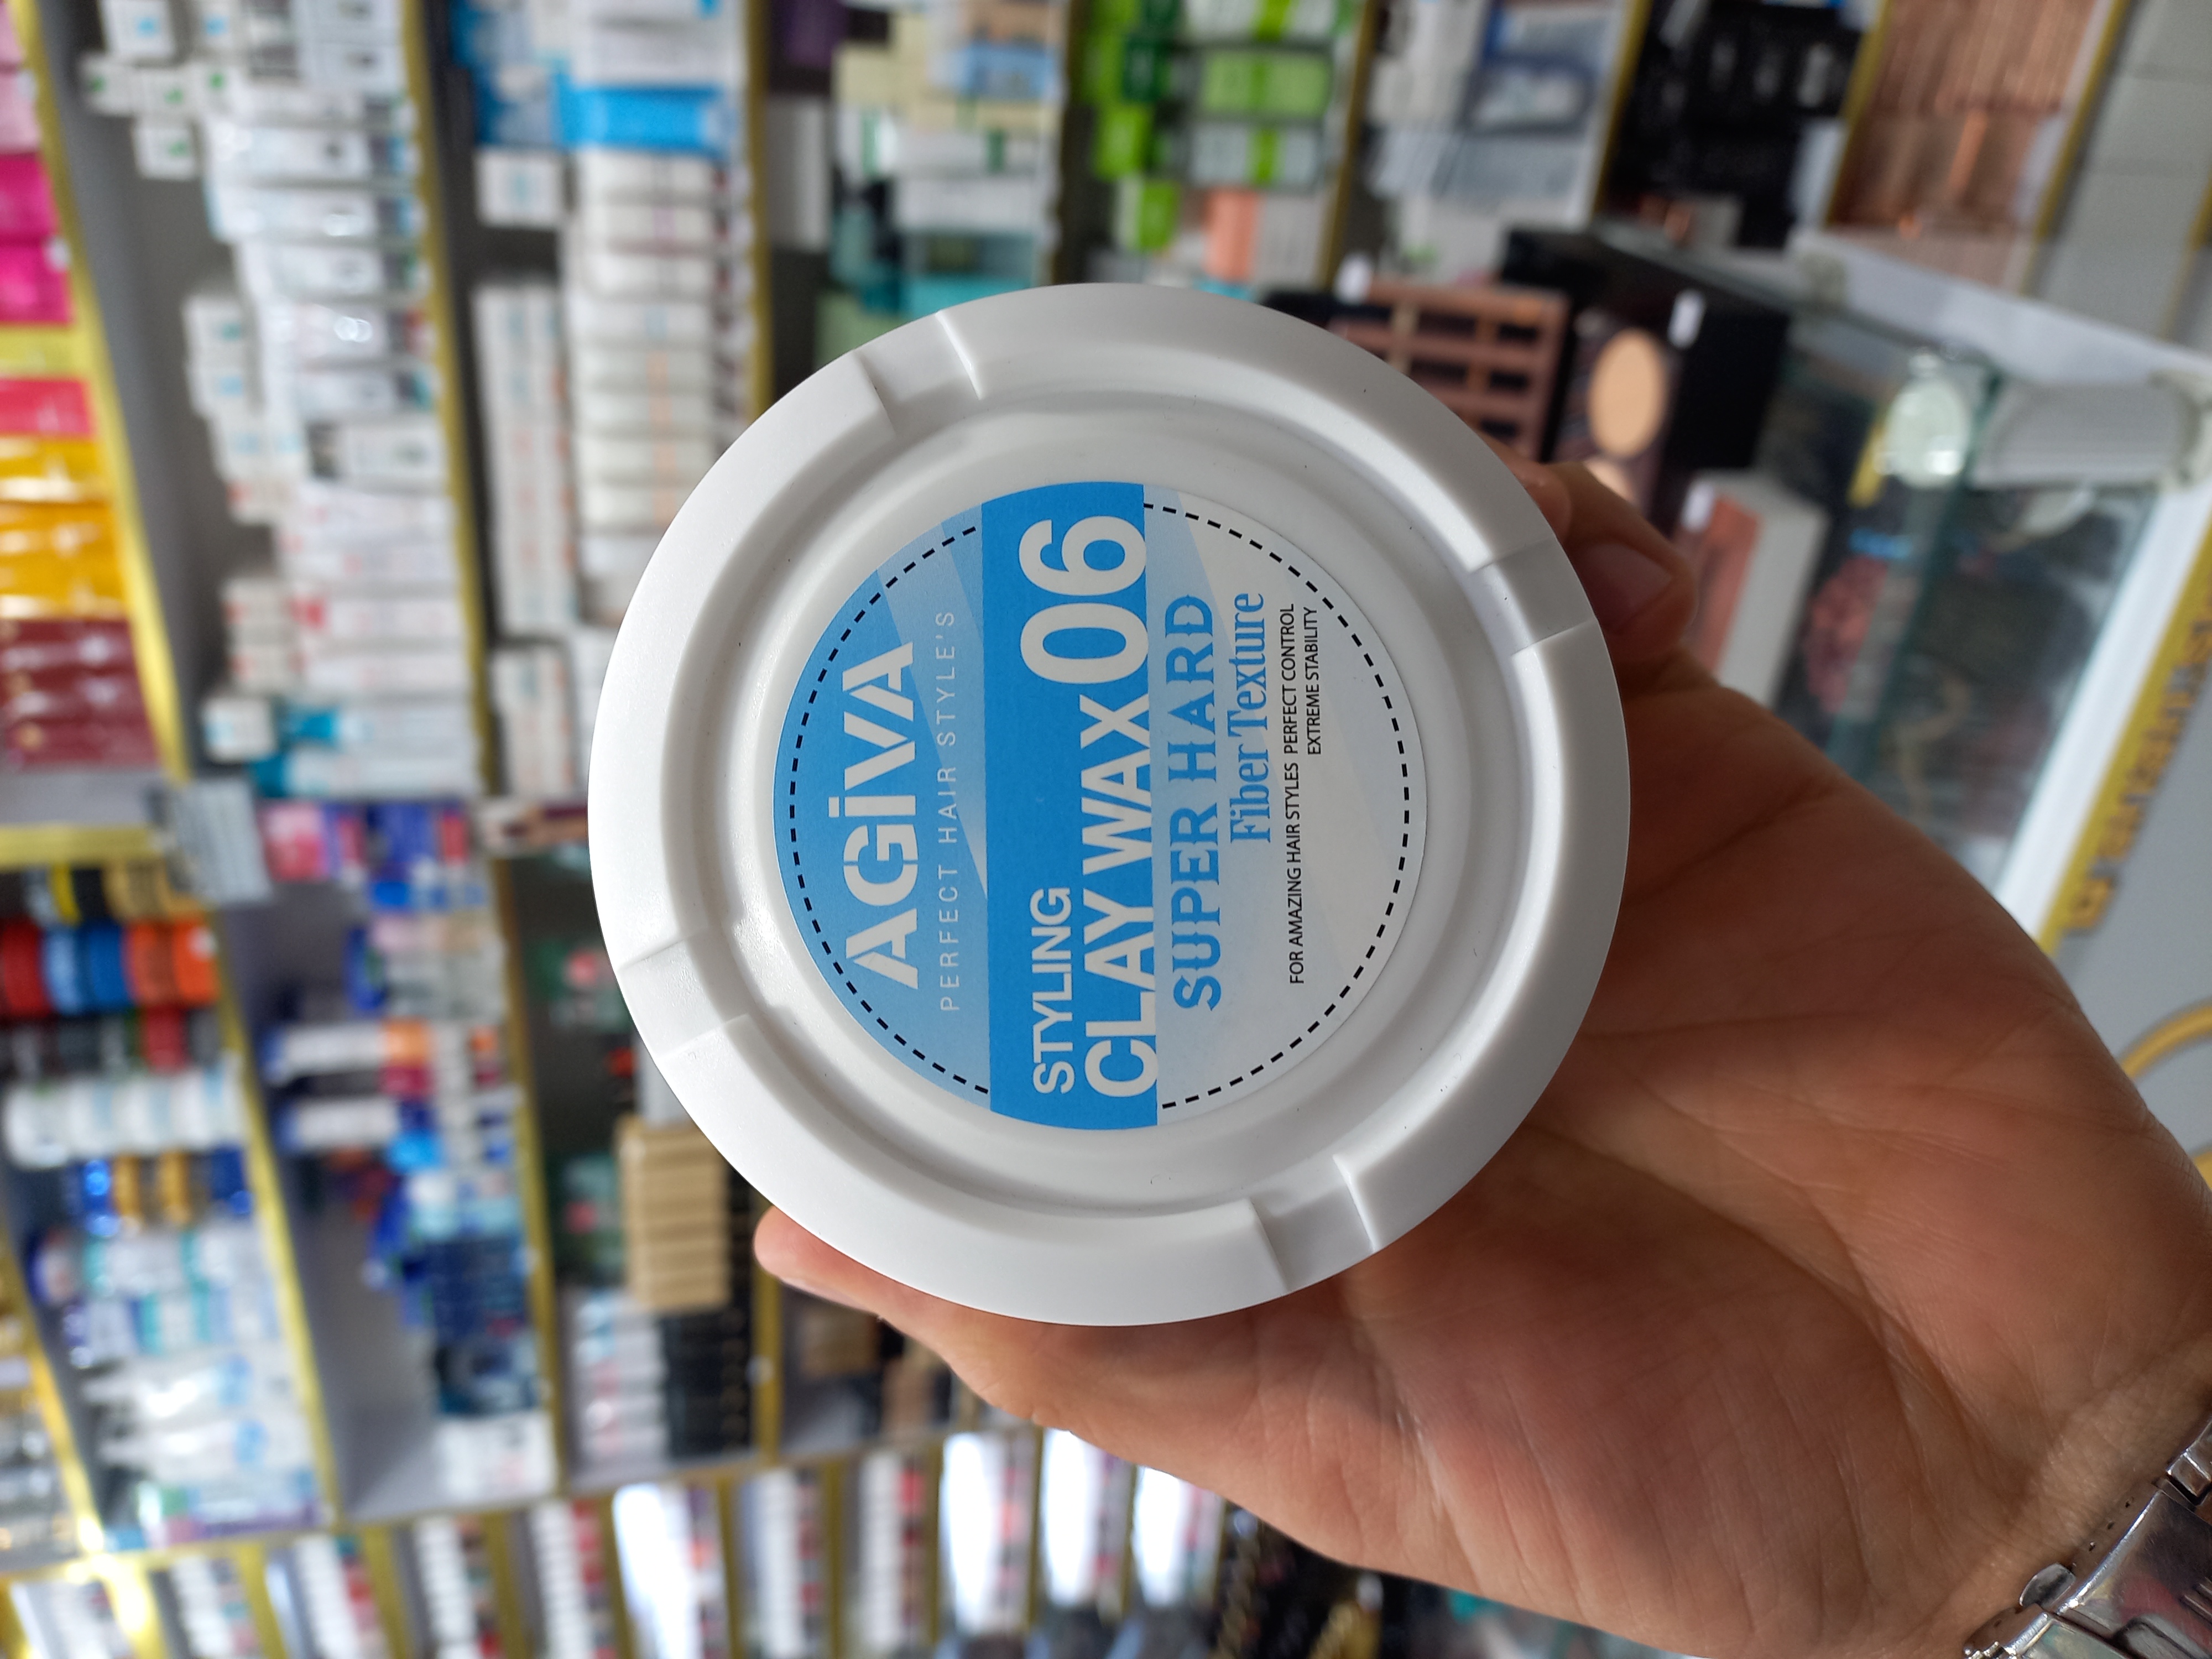 AGiVA
PERFECT HAIR STYLE'S
STYLING
CLAY WAX 06
SUPER HARD
Fiber Texture
FOR AMAZING HAIR STYLES PERFECT CONTROL
EXTREME STABILITY